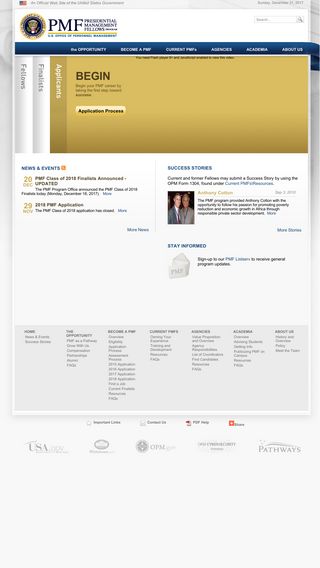 An Official Web Site of the United States Government
Sunday, December 31, 2017
PMF PRESIDENTIAL
MANAGEMENT
FELLOWS PROGRAM
U.S. OFFICE OF PERSONNEL MANAGEMENT
Search...
the OPPORTUNITY BECOME A PMF CURRENT PMFs AGENCIES ACADEMIA ABOUT US
You need Flash player 8+ and JavaScript enabled to view this video.
Fellows
Finalists
Applicants
BEGIN
Begin your PMF career by
taking the first step toward
success.
Application Process
NEWS & EVENTS
20
DEC
PMF Class of 2018 Finalists Announced -
UPDATED
The PMF Program Office announced the PMF Class of 2018
Finalists today (Monday, December 18, 2017) . More
29
NOV
2018 PMF Application
The PMF Class of 2018 application has closed. More
More News
SUCCESS STORIES
Current and former Fellows may submit a Success Story by using the
OPM Form 1306, found under Current PMFs\Resources.
Anthony Cotton
Sep 3, 2010
The PMF program provided Anthony Cotton with the
opportunity to follow his passion for promoting poverty
reduction and economic growth in Africa through
responsible private sector development. More
More Stories
STAY INFORMED
PMF
Sign-up to our PMF Listserv to receive general
program updates.
HOME
News & Events
Success Stories
THE
OPPORTUNITY
PMF as a Pathway
Grow With Us
Compensation
Partnerships
Alumni
FAQs
BECOME A PMF
Overview
Eligibility
Application
Process
Assessment
Process
2015 Application
2016 Application
2017 Application
2018 Application
Find a Job
Current Finalists
Resources
FAQs
CURRENT PMFS
Owning Your
Experience
Training and
Development
Resources
FAQs
AGENCIES
Value Proposition
and Overview
Agency
Responsibilities
List of Coordinators
Find Candidates
Resources
FAQs
ACADEMIA
Overview
Advising Students
Getting Info
Publicizing PMF on
Campus
Resources
FAQs
ABOUT US
History and
Overview
Policy
Meet the Team
Important Links
Contact Us
PDF Help
Share
USA.gov
OPM.gov
OPM CYBERSECURITY
PATHWAYS